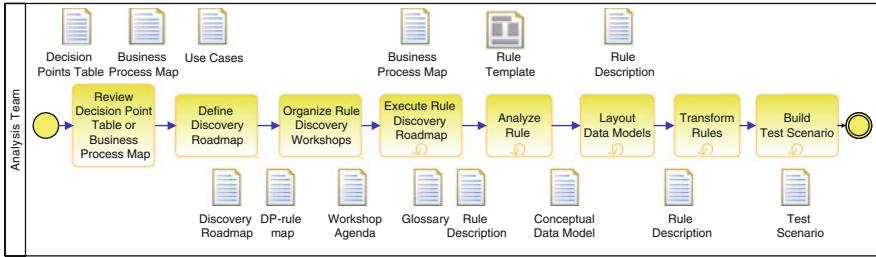 Analysis Team
Decision
Points Table
Business
Process Map
Use Cases
Business
Process Map
Rule
Template
Rule
Description
Review
Decision Point
Table or
Business
Process Map
Define
Discovery
Roadmap
Organize Rule
Discovery
Workshops
Execute Rule
Discovery
Roadmap
Analyze
Rule
Layout
Data Models
Transform
Rules
Build
Test Scenario
Discovery
Roadmap
DP-rule
map
Workshop
Agenda
Glossary
Rule
Description
Conceptual
Data Model
Rule
Description
Test
Scenario